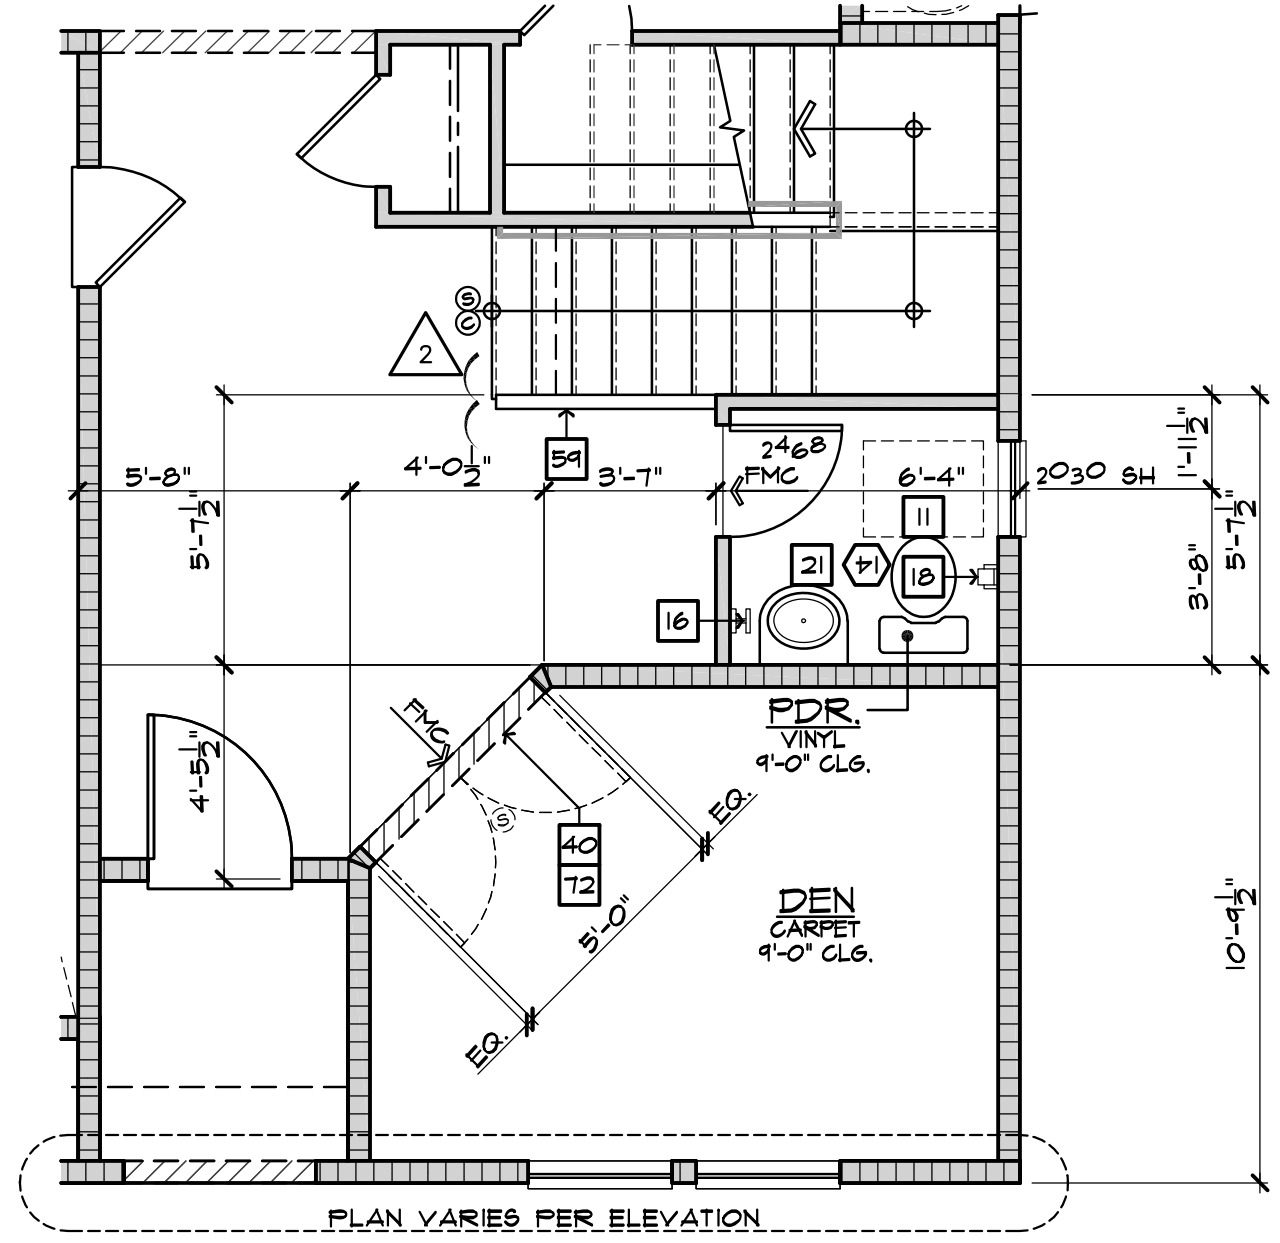 S
C
2
2468
FMC
59
5'-8"
4'-0 1/2"
3'-7"
6'-4"
2030 SH
1'-11 1/2"
5'-7 1/2"
5'-7 1/2"
3'-8"
11
21
14
18
16
FMC
PDR.
VINYL
9'-0" CLG.
4'-5 1/2"
S
EQ.
40
72
5'-0"
DEN
CARPET
9'-0" CLG.
10'-9 1/2"
EQ.
PLAN VARIES PER ELEVATION